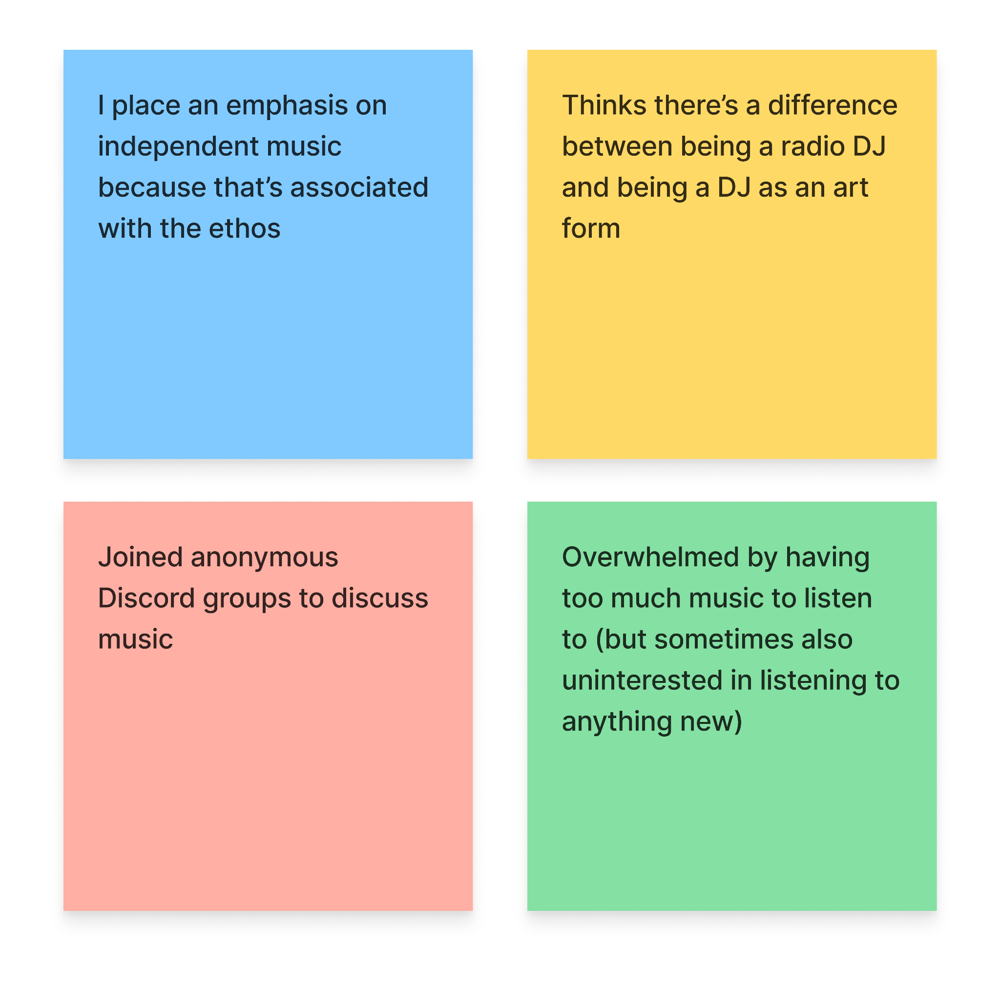 I place an emphasis on
independent music
because that’s associated
with the ethos
Thinks there’s a difference
between being a radio DJ
and being a DJ as an art
form
Joined anonymous
Discord groups to discuss
music
Overwhelmed by having
too much music to listen
to (but sometimes also
uninterested in listening to
anything new)